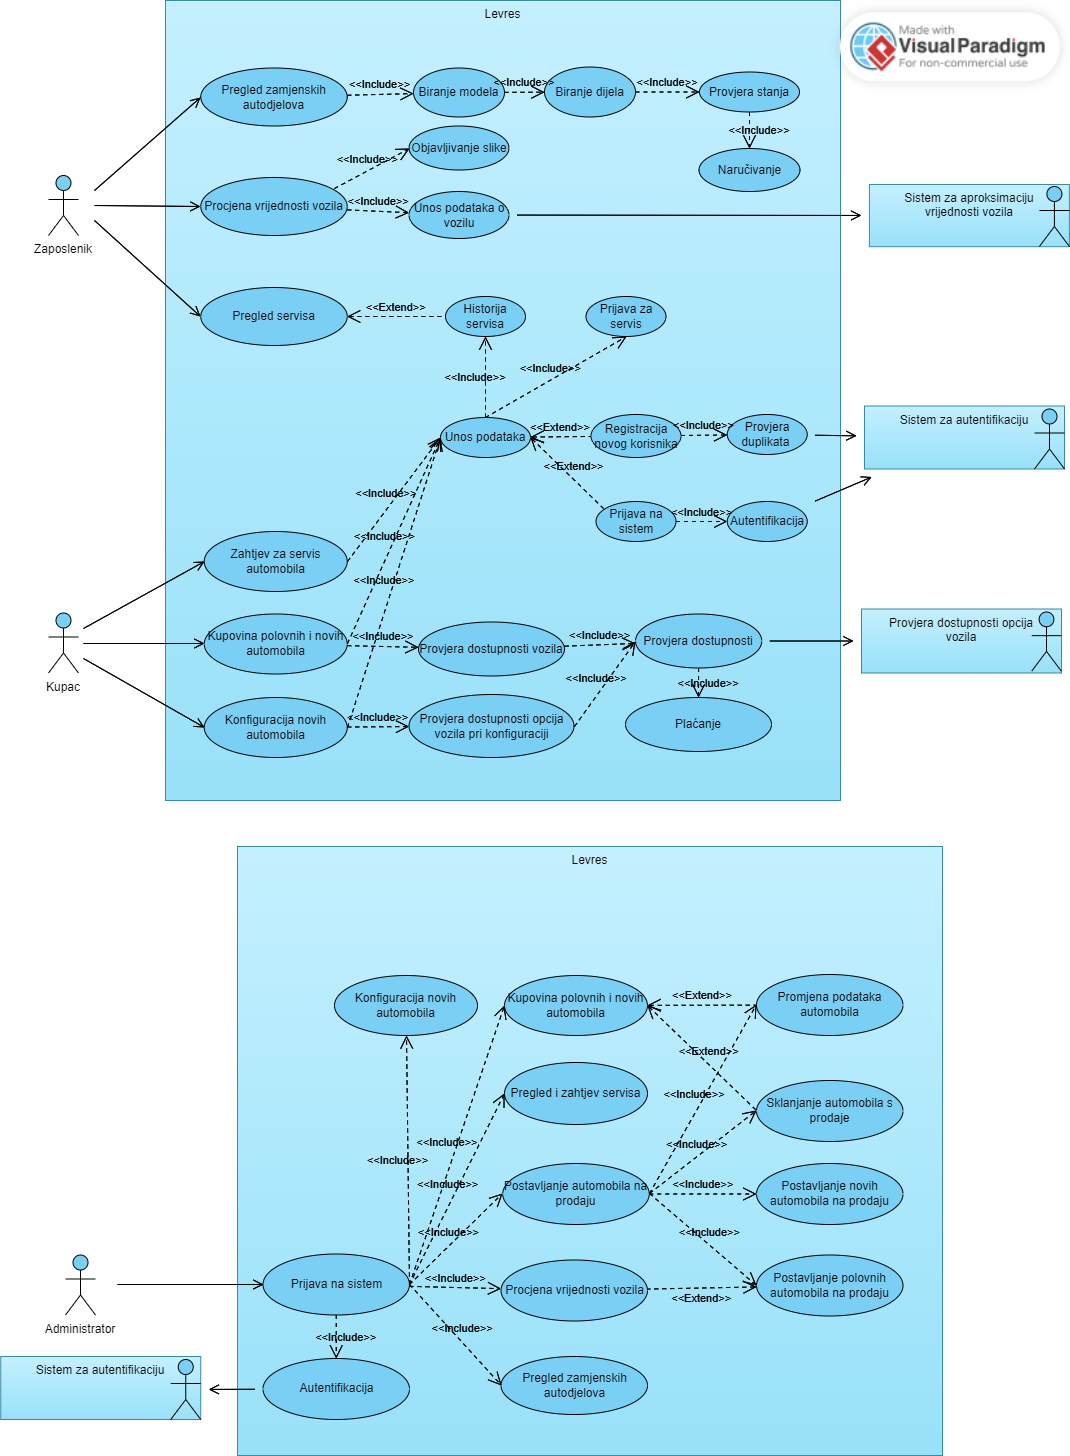 Levres
Made with
Visual Paradigm
For non-commercial use
Pregled zamjenskih
autodjelova
<<Include>>
Biranje modela
<<Include>>
Biranje dijela
<<Include>>
Provjera stanja
<<Include>>
Naručivanje
Objavljivanje slike
<<Include>>
Procjena vrijednosti vozila
<<Include>>
Unos podataka o
vozilu
Sistem za aproksimaciju
vrijednosti vozila
Zaposlenik
Pregled servisa
<<Extend>>
Historija
servisa
Prijava za
servis
<<Include>>
<<Include>>
Unos podataka
<<Extend>>
Registracija
novog korisnika
<<Include>>
Provjera
duplikata
Sistem za autentifikaciju
<<Extend>>
Prijava na
sistem
<<Include>>
Autentifikacija
<<Include>>
<<Include>>
<<Include>>
Zahtjev za servis
automobila
Kupac
Kupovina polovnih i novih
automobila
<<Include>>
Provjera dostupnosti vozila
<<Include>>
Provjera dostupnosti
Provjera dostupnosti opcija
vozila
<<Include>>
<<Include>>
Plaćanje
Konfiguracija novih
automobila
<<Include>>
Provjera dostupnosti opcija
vozila pri konfiguraciji
Levres
Konfiguracija novih
automobila
Kupovina polovnih i novih
automobila
<<Extend>>
Promjena podataka
automobila
<<Extend>>
Pregled i zahtjev servisa
<<Include>>
Sklanjanje automobila s
prodaje
<<Include>>
<<Include>>
<<Include>>
<<Include>>
Postavljanje automobila na
prodaju
<<Include>>
Postavljanje novih
automobila na prodaju
<<Include>>
<<Include>>
Administrator
Prijava na sistem
<<Include>>
Procjena vrijednosti vozila
<<Extend>>
Postavljanje polovnih
automobila na prodaju
<<Include>>
<<Include>>
Pregled zamjenskih
autodjelova
Sistem za autentifikaciju
Autentifikacija